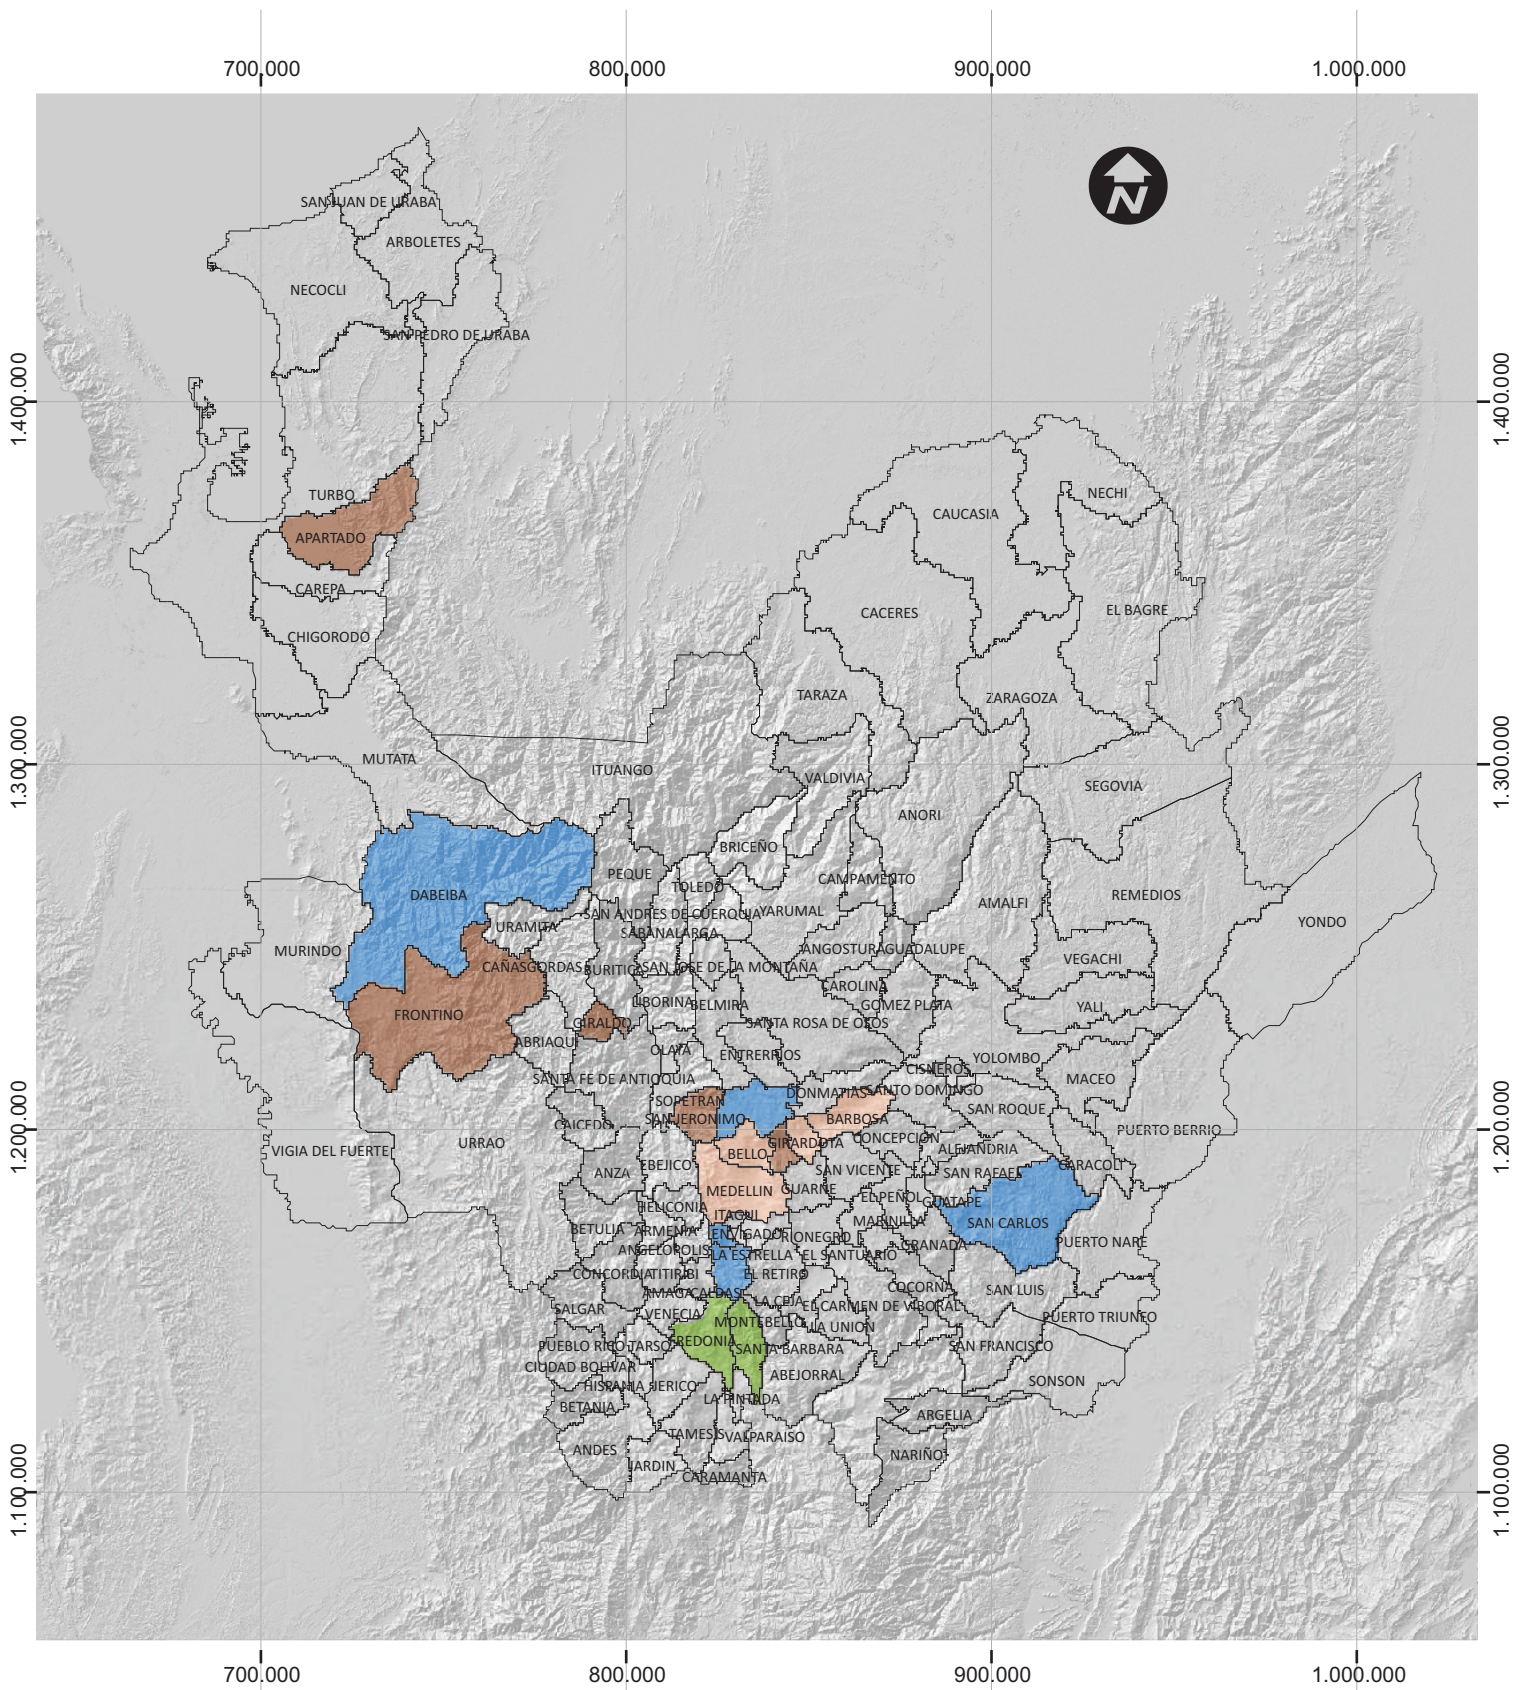 700.000 800.000 900.000 1.000.000
N
SAN JUAN DE URABA
ARBOLETES
NECOCLI
SAN PEDRO DE URABA
1.400.000 1.400.000
TURBO
NECHI
CAUCASIA
APARTADO
CAREPA
CACERES
EL BAGRE
CHIGORODO
TARAZA
ZARAGOZA
MUTATA
1.300.000 1.300.000
ITUANGO
VALDIVIA
SEGOVIA
ANORI
BRICEÑO
PEQUE
CAMPAMENTO
TOLEDO
DABEIBA
REMEDIOS
AMALFI
YARUMAL
SAN ANDRES DE CUERQUIA
YONDO
URAMITA
SABANALARGA
MURINDO
ANGOSTURA
GUADALUPE
VEGACHI
CAÑASGORDAS
BURITICA
SAN JOSE DE LA MONTAÑA
CAROLINA
LIBORINA
BELMIRA
GOMEZ PLATA
YALI
FRONTINO
GIRALDO
SANTA ROSA DE OSOS
ABRIAQUI
OLAYA
ENTRERRIOS
YOLOMBO
CISNEROS
SANTA FE DE ANTIOQUIA
MACEO
DONMATIAS
SANTO DOMINGO
SOPETRAN
SAN ROQUE
SAN JERONIMO
BARBOSA
CAICEDO
PUERTO BERRIO
1.200.000 1.200.000
URRAO
GIRARDOTA
CONCEPCION
VIGIA DEL FUERTE
BELLO
ALEJANDRIA
EBEJICO
CARACOLI
ANZA
SAN VICENTE
SAN RAFAEL
MEDELLIN
GUARNE
EL PEÑOL
GUATAPE
HELICONIA
ITAGUI
MARINILLA
SAN CARLOS
BETULIA
ARMENIA
ENVIGADO
RIONEGRO
PUERTO NARE
ANGELOPOLIS
LA ESTRELLA
EL SANTUARIO
GRANADA
CONCORDIA
TITIRIBI
EL RETIRO
COCORNA
SAN LUIS
AMAGA
CALDAS
LA CEJA
EL CARMEN DE VIBORAL
SALGAR
VENECIA
MONTEBELLO
LA UNION
PUERTO TRIUNFO
PUEBLO RICO
TARSO
FREDONIA
SANTA BARBARA
SAN FRANCISCO
CIUDAD BOLIVAR
ABEJORRAL
SONSON
HISPANIA
JERICO
LA PINTADA
BETANIA
ARGELIA
TAMESIS
VALPARAISO
ANDES
NARIÑO
JARDIN
CARAMANTA
1.100.000 1.100.000
700.000 800.000 900.000 1.000.000